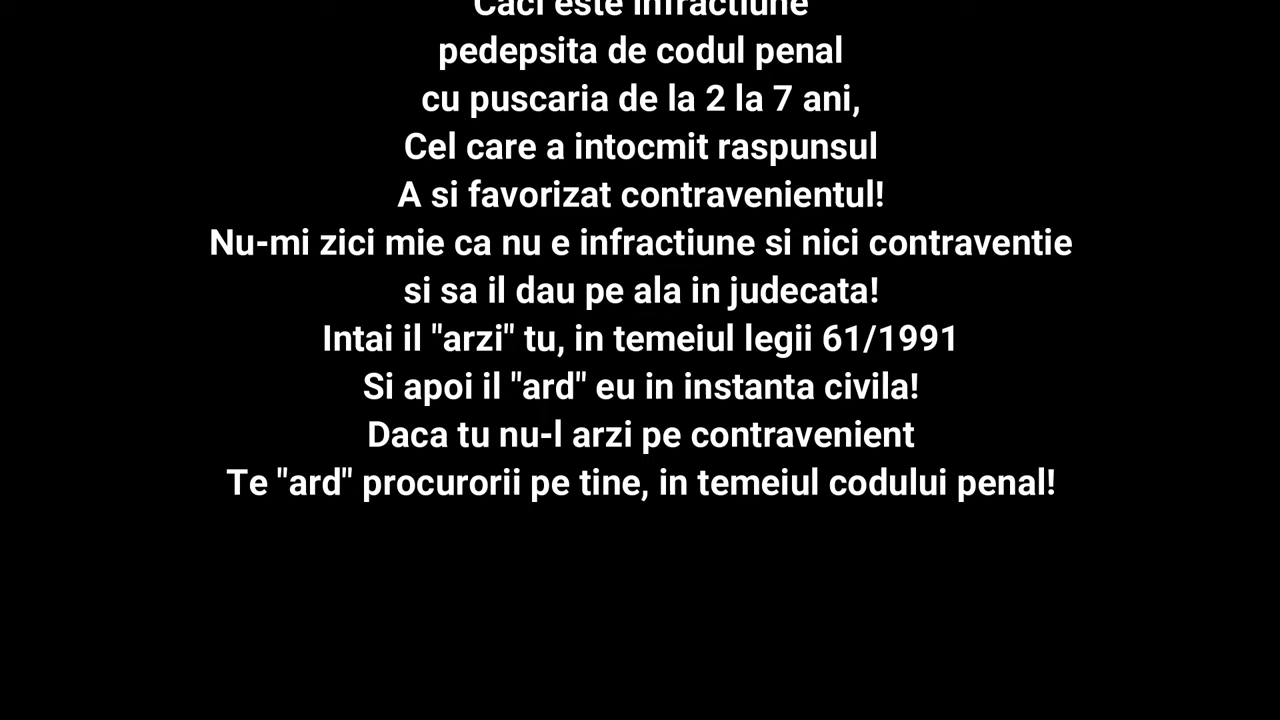 Caci este infractiune
pedepsita de codul penal
cu puscaria de la 2 la 7 ani,
Cel care a intocmit raspunsul
A si favorizat contravenientul!
Nu-mi zici mie ca nu e infractiune si nici contraventie
si sa il dau pe ala in judecata!
Intai il "arzi" tu, in temeiul legii 61/1991
Si apoi il "ard" eu in instanta civila!
Daca tu nu-l arzi pe contravenient
Te "ard" procurorii pe tine, in temeiul codului penal!